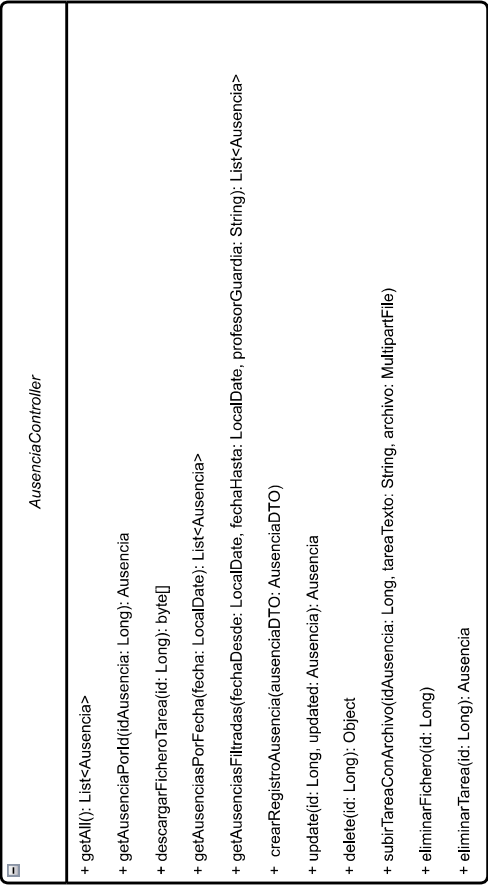 AusenciaController
+ getAll(): List<Ausencia>
+ getAusenciaPorId(idAusencia: Long): Ausencia
+ descargarFicheroTarea(id: Long): byte[]
+ getAusenciasPorFecha(fecha: LocalDate): List<Ausencia>
+ getAusenciasFiltradas(fechaDesde: LocalDate, fechaHasta: LocalDate, profesorGuardia: String): List<Ausencia>
+ crearRegistroAusencia(ausenciaDTO: AusenciaDTO)
+ update(id: Long, updated: Ausencia): Ausencia
+ delete(id: Long): Object
+ subirTareaConArchivo(idAusencia: Long, tareaTexto: String, archivo: MultipartFile)
+ eliminarFichero(id: Long)
+ eliminarTarea(id: Long): Ausencia